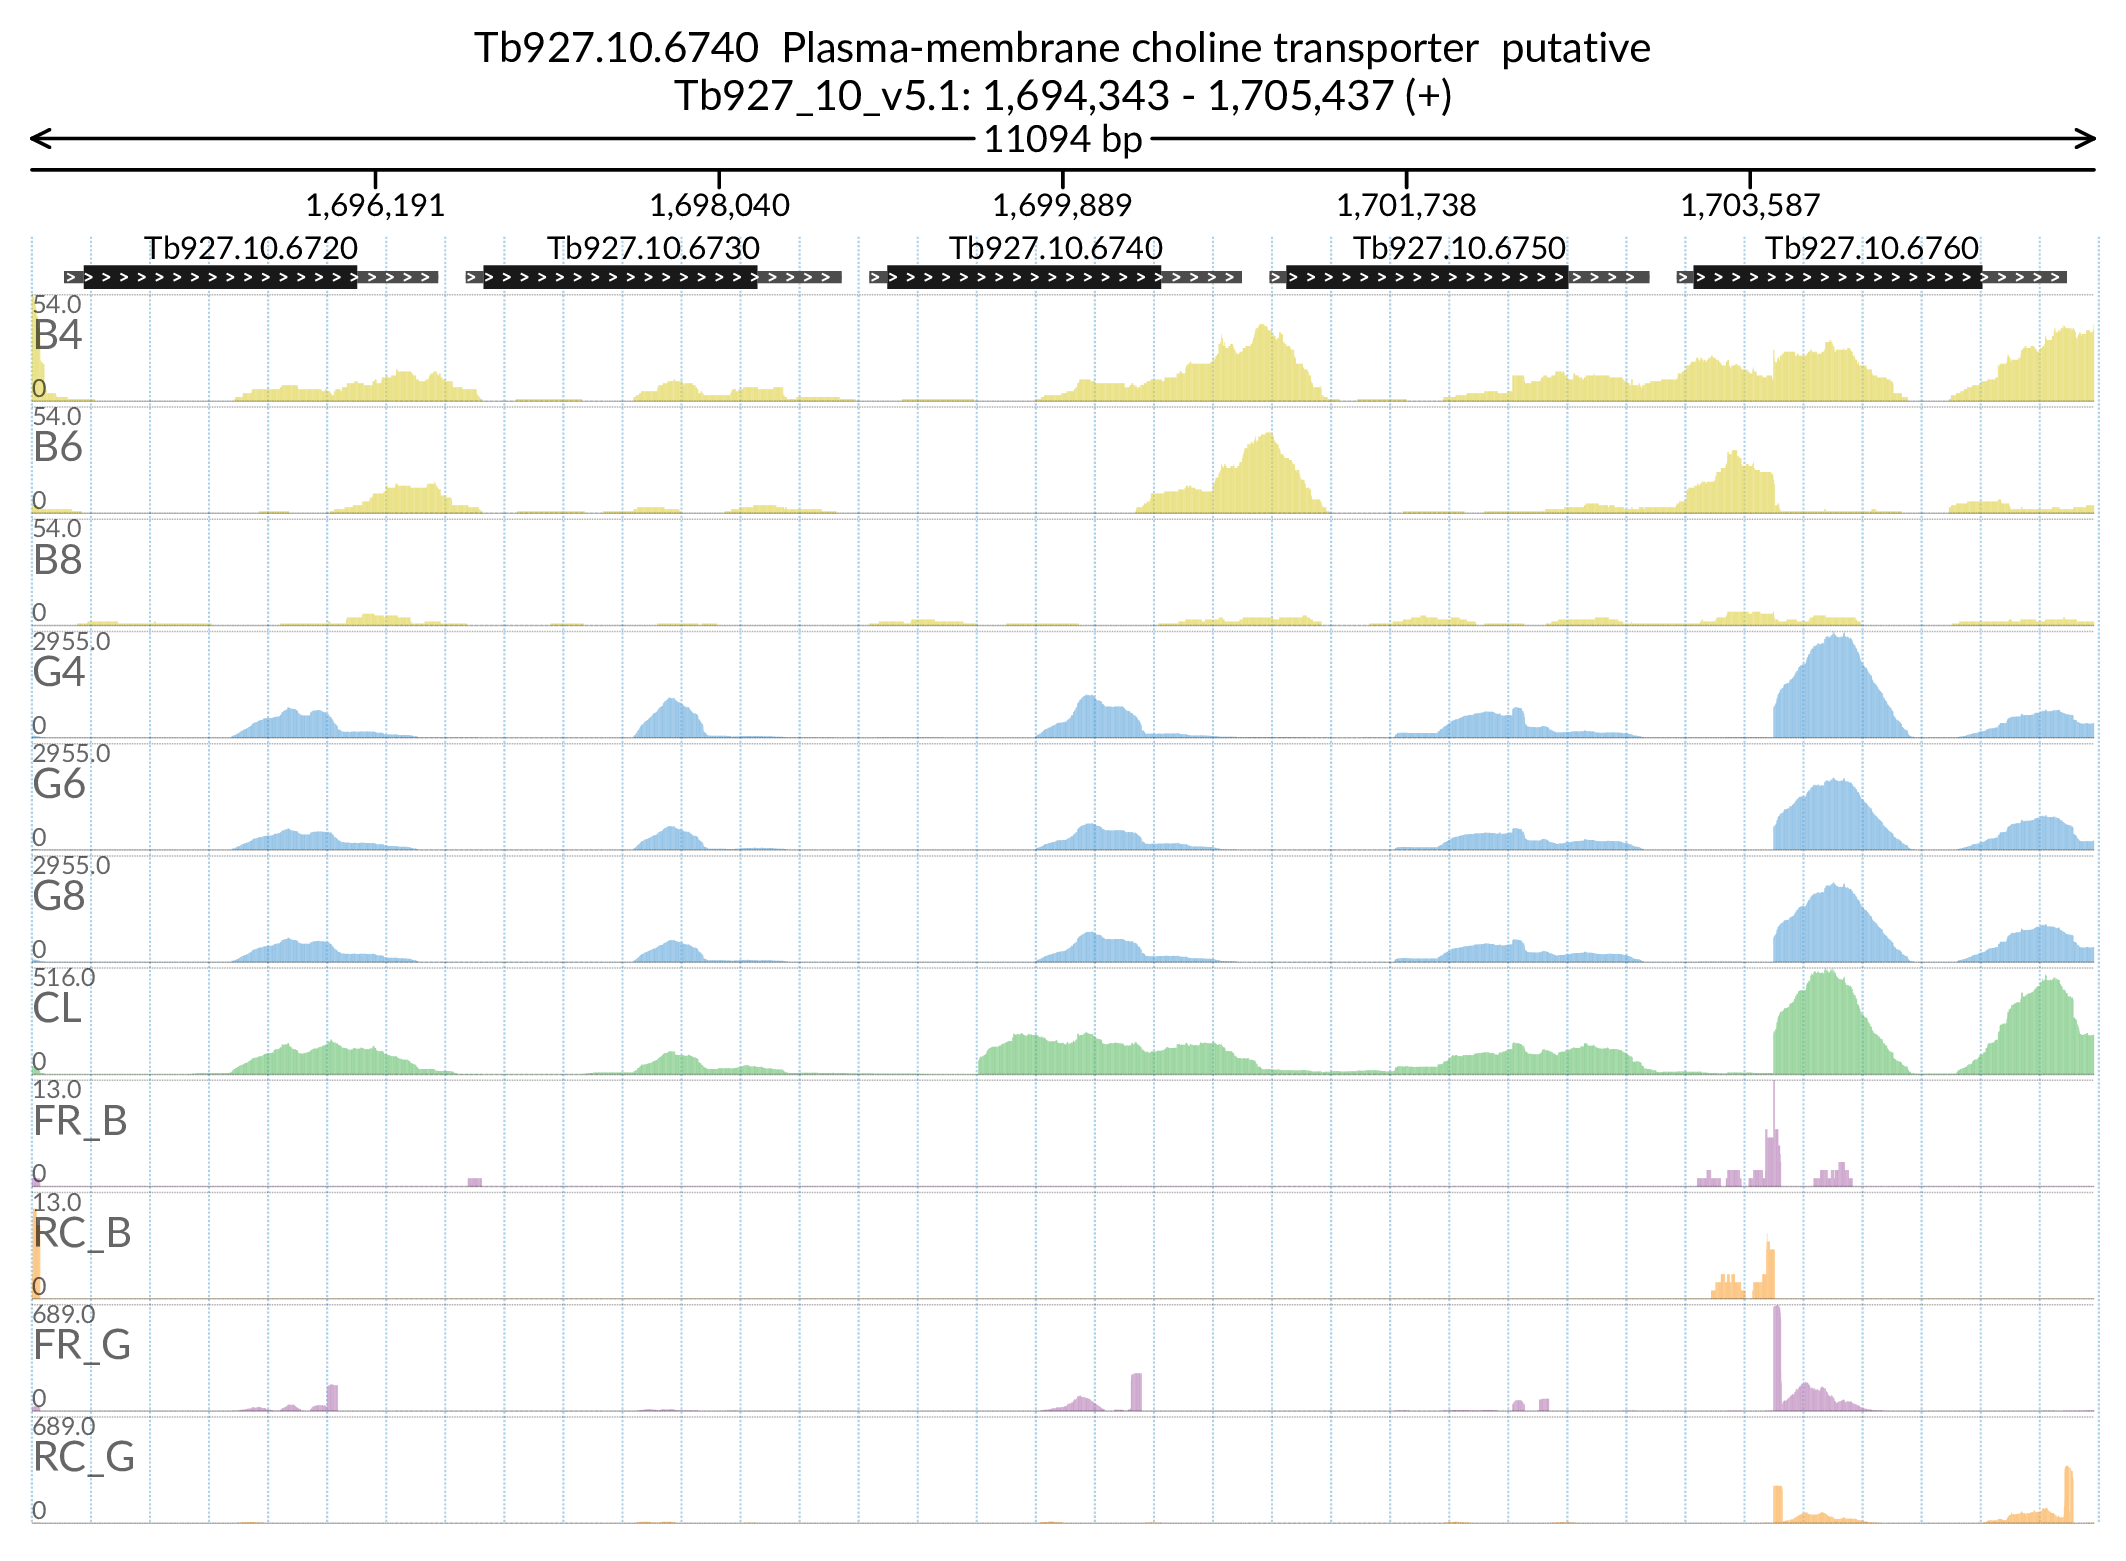 Tb927.10.6740  Plasma-membrane choline transporter  putative
Tb927_10_v5.1: 1,694,343 - 1,705,437 (+)
11094 bp
1,696,191 1,698,040 1,699,889 1,701,738 1,703,587
Tb927.10.6720 Tb927.10.6730 Tb927.10.6740 Tb927.10.6750 Tb927.10.6760
54.0
B4
0
54.0
B6
0
54.0
B8
0
2955.0
G4
0
2955.0
G6
0
2955.0
G8
0
516.0
CL
0
13.0
FR_B
0
13.0
RC_B
0
689.0
FR_G
0
689.0
RC_G
0